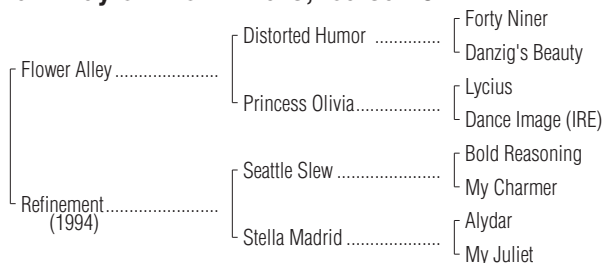 Forty Niner
Distorted Humor ..............
Danzig's Beauty
Flower Alley ......................
Lycius
Princess Olivia..................
Dance Image (IRE)
Bold Reasoning
Seattle Slew ......................
My Charmer
Refinement........................
(1994)
Alydar
Stella Madrid ....................
My Juliet